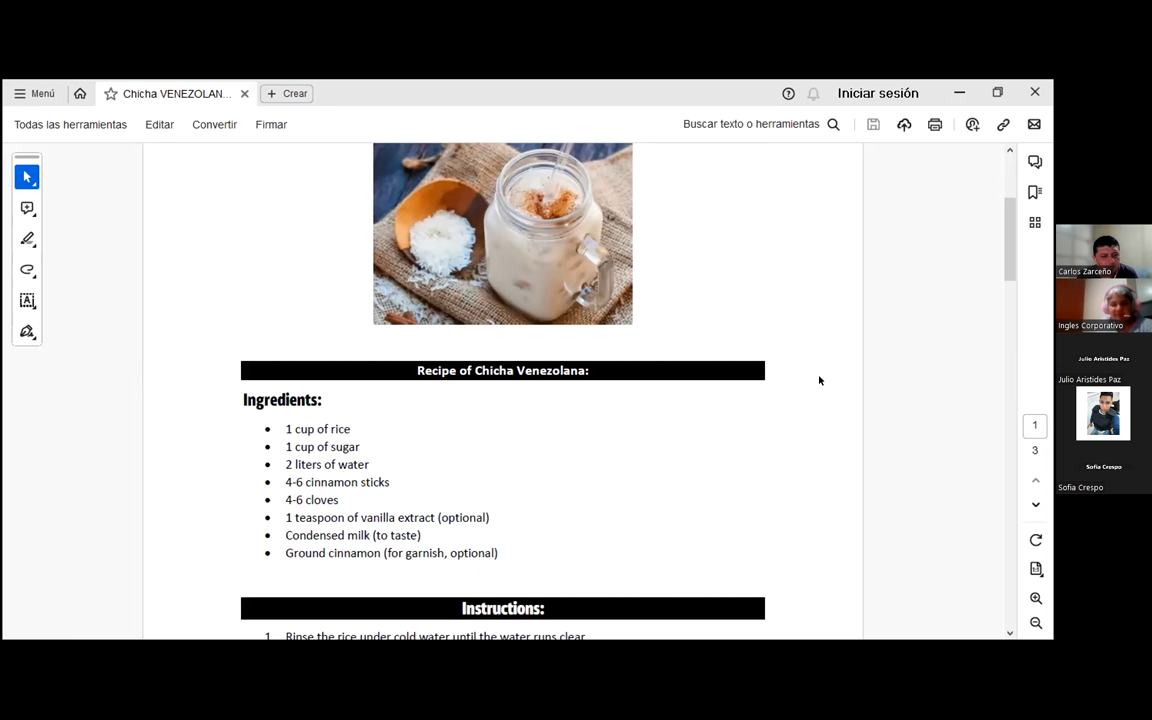 Menú
Chicha VENEZOLAN...
Crear
Iniciar sesión
Todas las herramientas
Editar
Convertir
Firmar
Buscar texto o herramientas
Recipe of Chicha Venezolana:
Ingredients:
• 1 cup of rice
• 1 cup of sugar
• 2 liters of water
• 4-6 cinnamon sticks
• 4-6 cloves
• 1 teaspoon of vanilla extract (optional)
• Condensed milk (to taste)
• Ground cinnamon (for garnish, optional)
Instructions:
1. Rinse the rice under cold water until the water runs clear
1
3
Carlos Zarceño
Ingles Corporativo
Julio Aristides Paz
Julio Aristides Paz
Sofia Crespo
Sofia Crespo